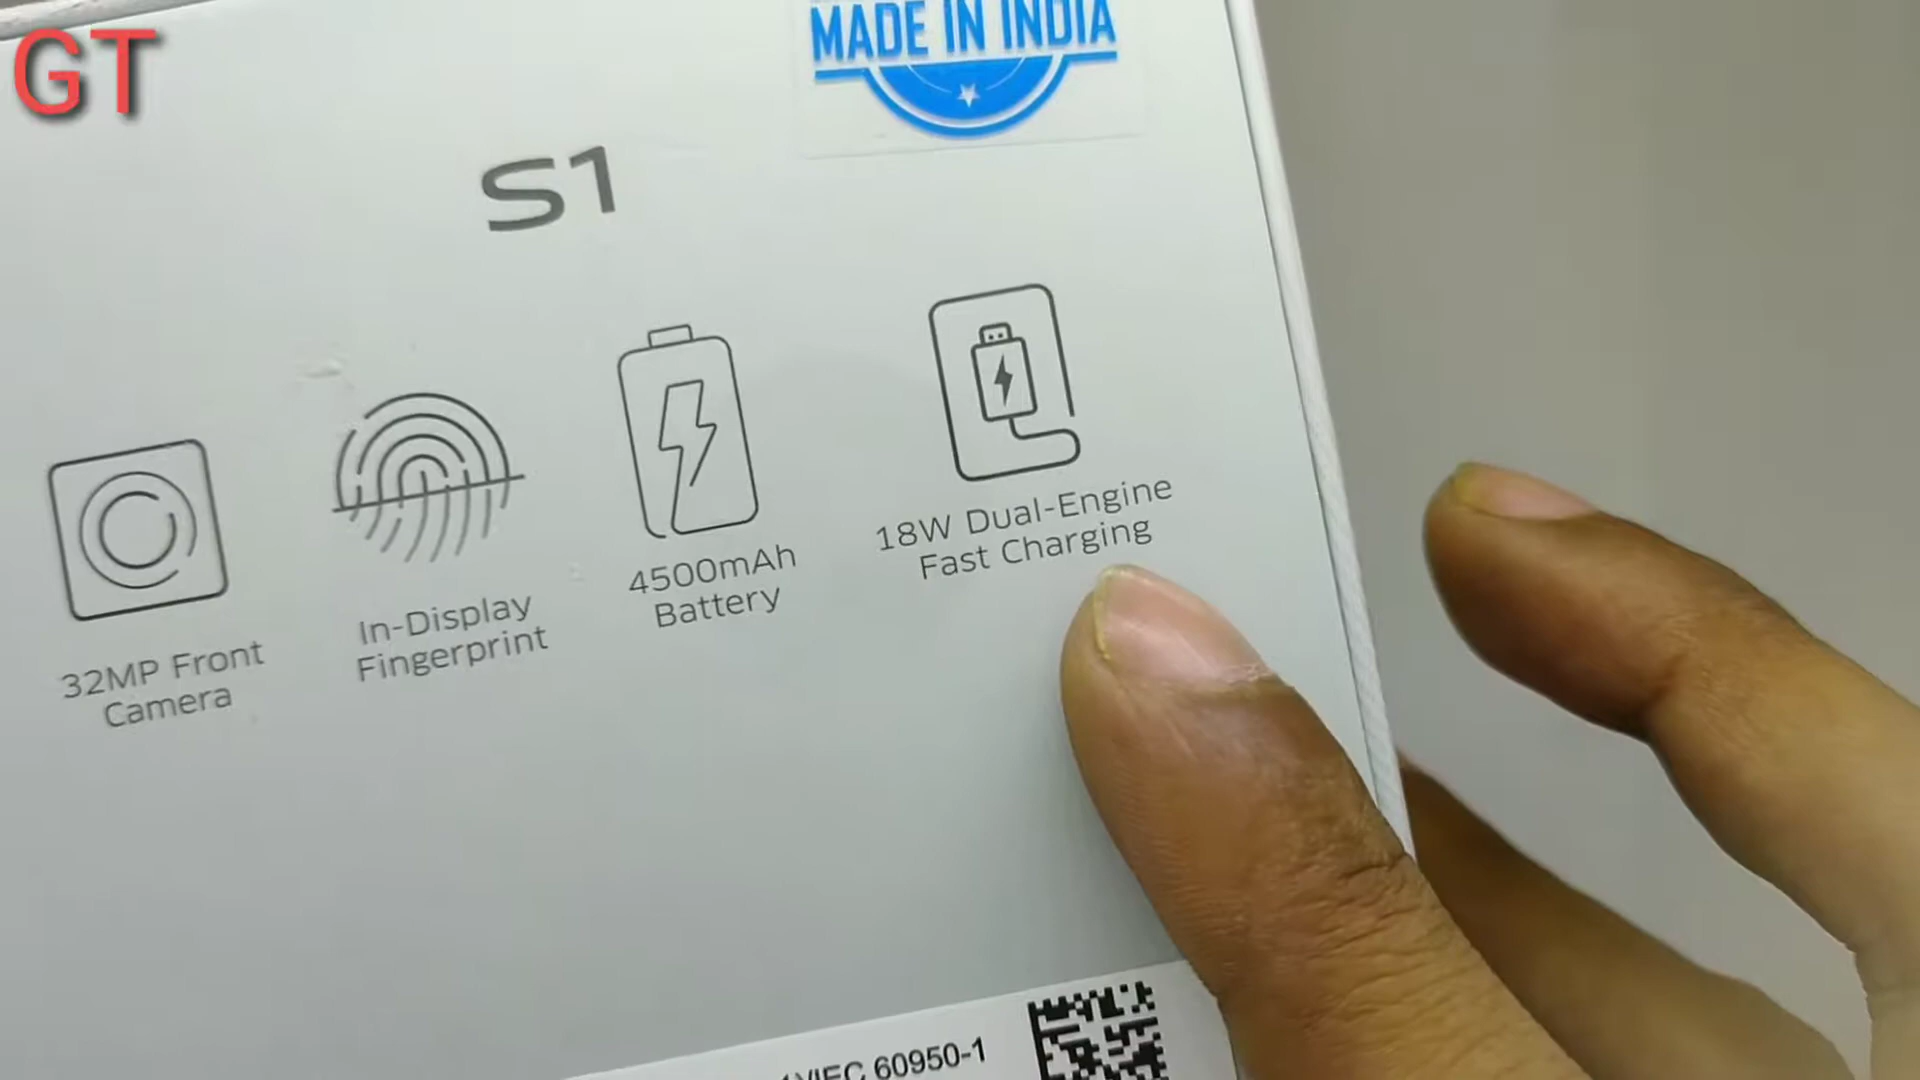 GT
MADE IN INDIA
S1
32MP Front
Camera
In-Display
Fingerprint
4500mAh
Battery
18W Dual-Engine
Fast Charging
IEC 60950-1